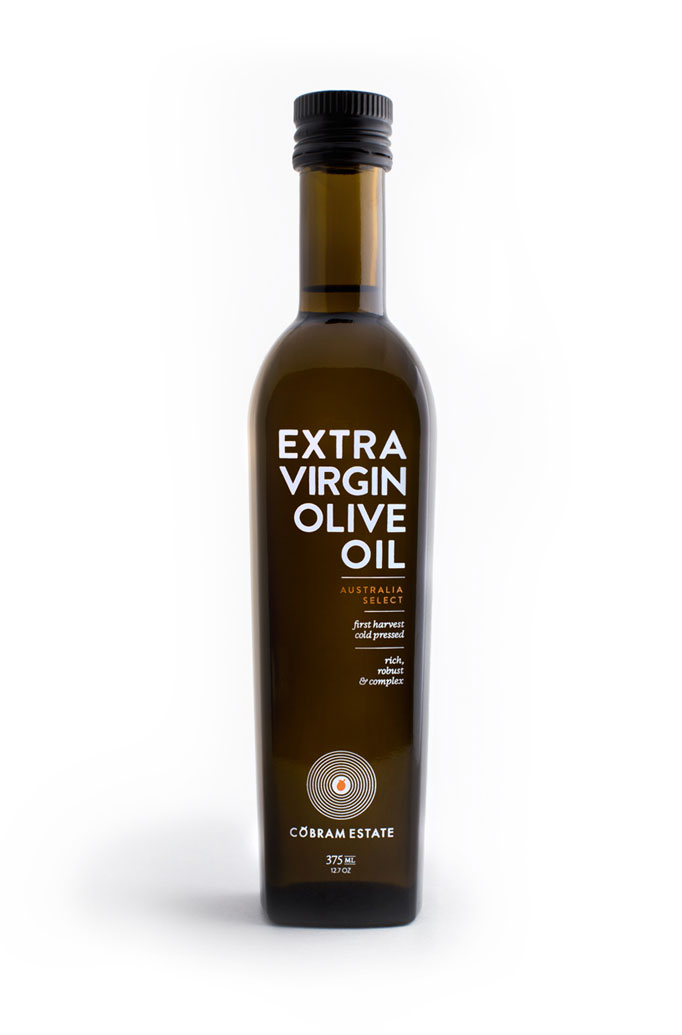 EXTRA
VIRGIN
OLIVE
OIL
AUSTRALIA
SELECT
first harvest
cold pressed
rich,
robust
& complex
CŎBRAM ESTATE
375 ML
12.7 OZ